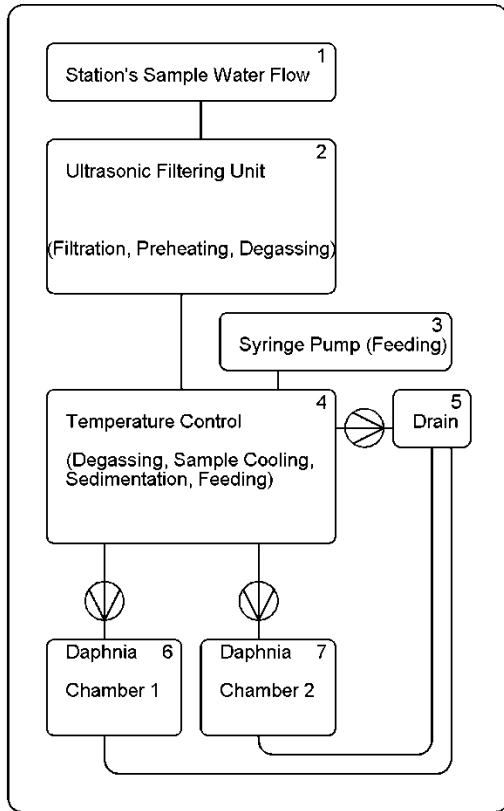 1
Station's Sample Water Flow
2
Ultrasonic Filtering Unit
(Filtration, Preheating, Degassing)
3
Syringe Pump (Feeding)
4
Temperature Control
(Degassing, Sample Cooling,
Sedimentation, Feeding)
5
Drain
Daphnia 6
Chamber 1
Daphnia 7
Chamber 2